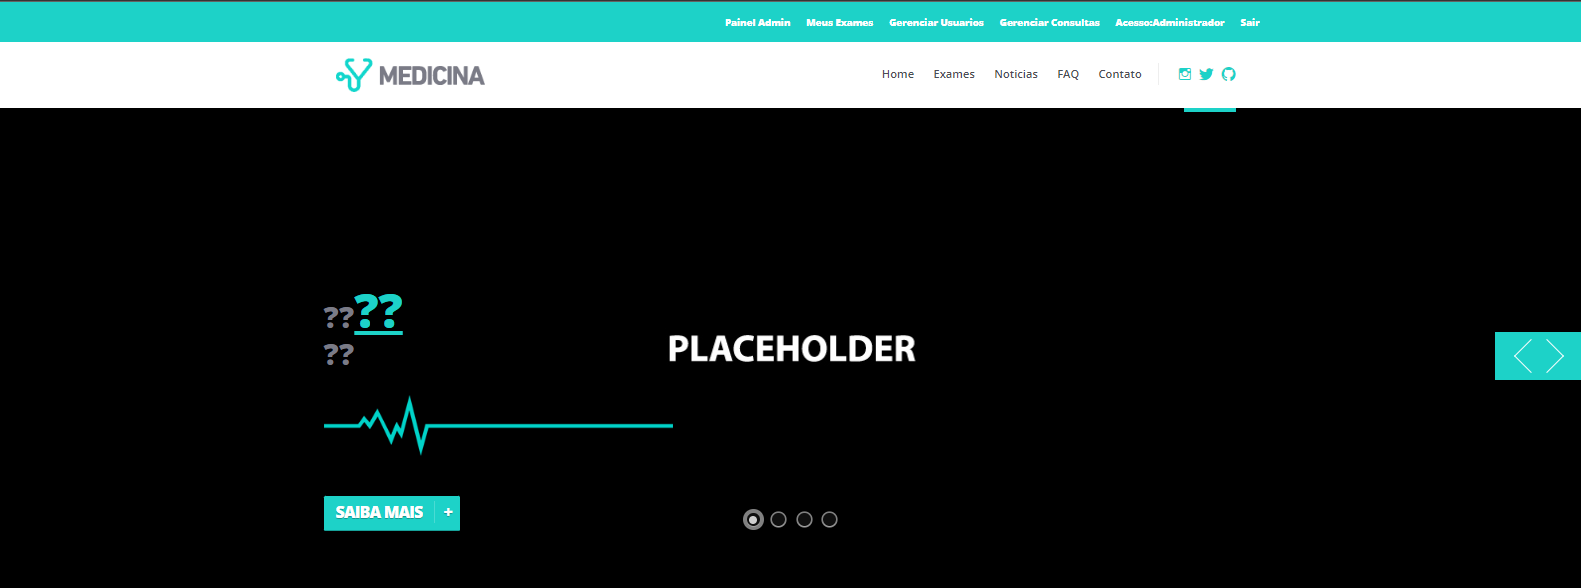 Painel Admin Meus Exames Gerenciar Usuarios Gerenciar Consultas Acesso:Administrador Sair
MEDICINA Home Exames Noticias FAQ Contato
????
??
PLACEHOLDER
SAIBA MAIS +